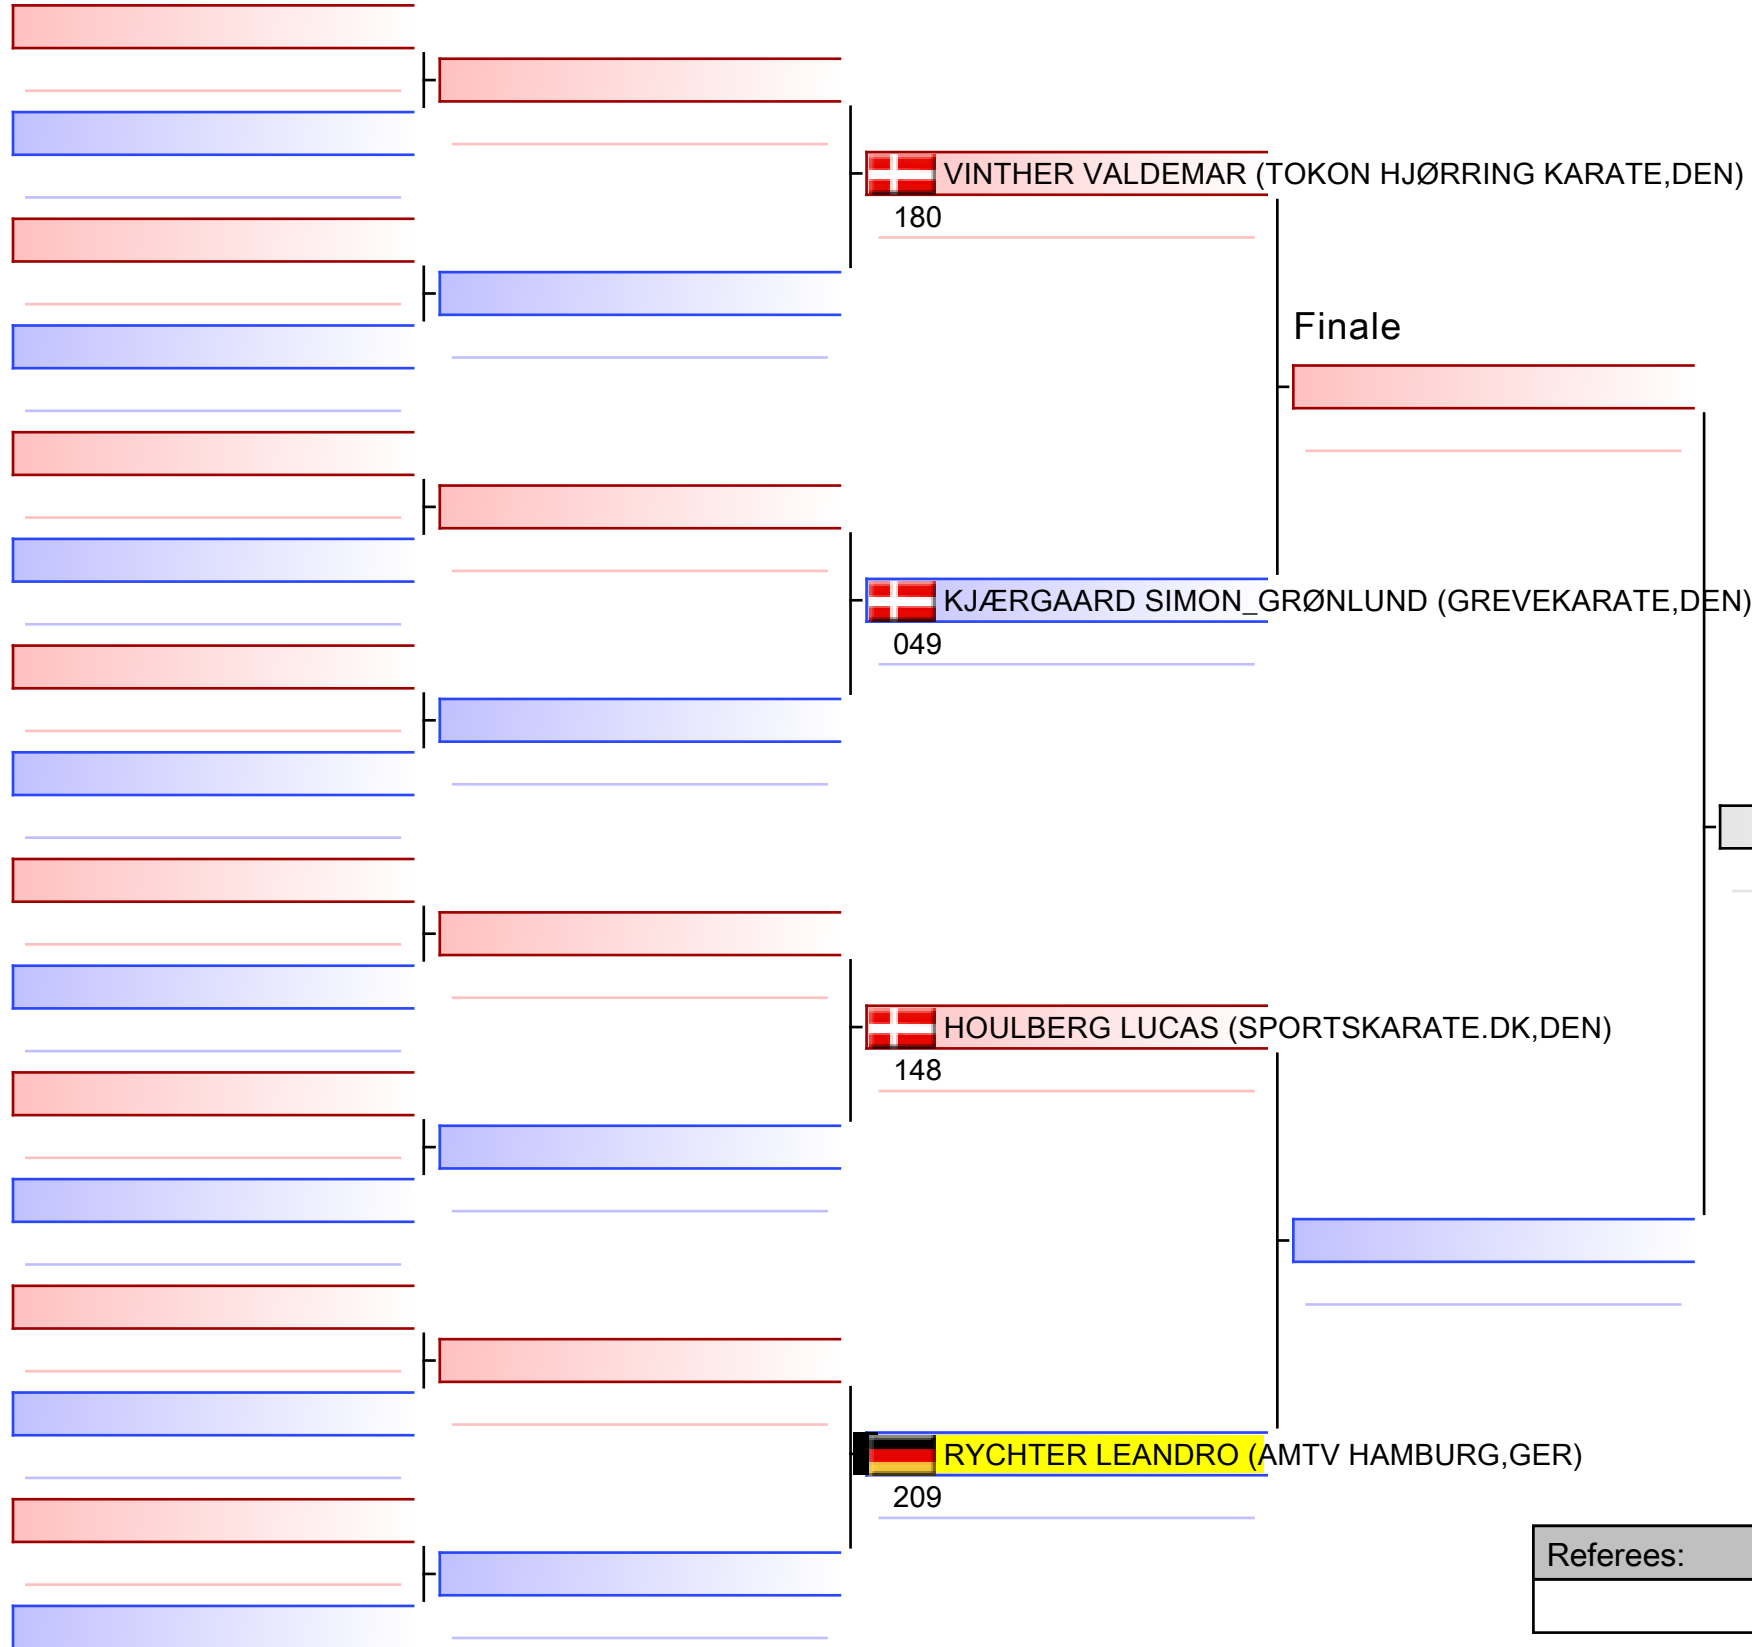 VINTHER VALDEMAR (TOKON HJØRRING KARATE,DEN)
180
Finale
KJÆRGAARD SIMON_GRØNLUND (GREVEKARATE,DEN)
049
HOULBERG LUCAS (SPORTSKARATE.DK,DEN)
148
RYCHTER LEANDRO (AMTV HAMBURG,GER)
209
Referees: